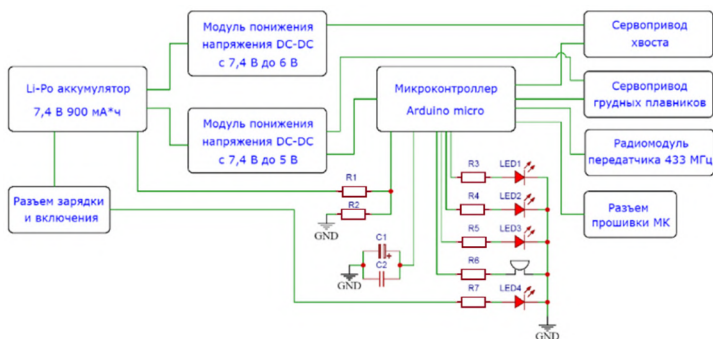 Модуль понижения
напряжения DC-DC
с 7,4 В до 6 В
Сервопривод
хвоста
Li-Po аккумулятор
7,4 В 900 мА*ч
Микроконтроллер
Arduino micro
Сервопривод
грудных плавников
Модуль понижения
напряжения DC-DC
с 7,4 В до 5 В
Радиомодуль
передатчика 433 МГц
Разъем зарядки
и включения
Разъем
прошивки МК
R1
R2
GND
C1
+
C2
GND
R3
LED1
R4
LED2
R5
LED3
R6
R7
LED4
GND